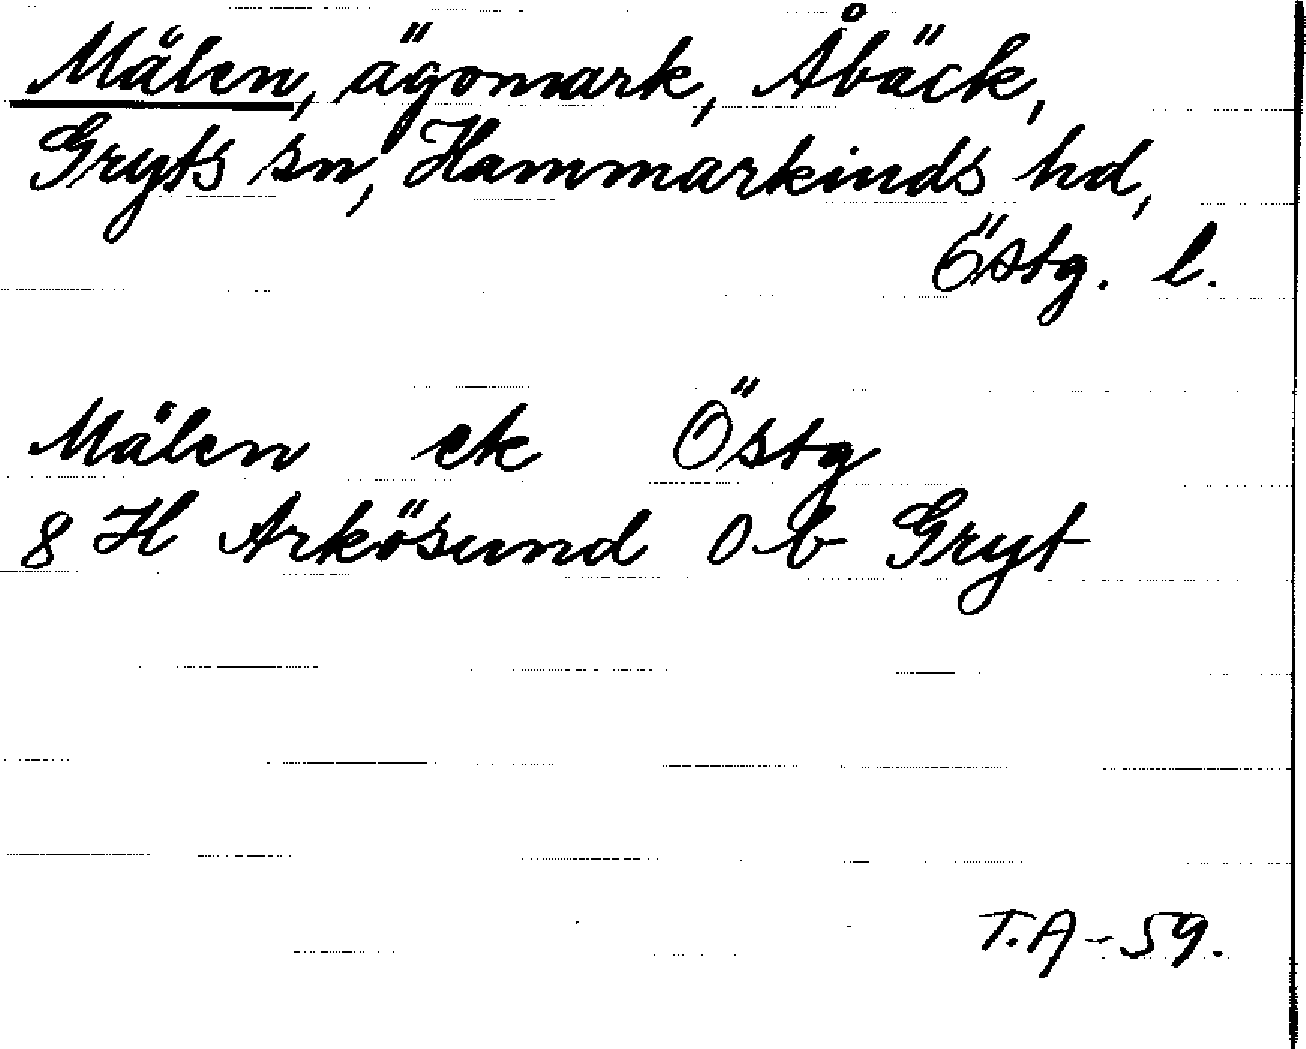 Målen, ägomark, Åbäck,
Gryts sn, Hammarkinds hd,
Östg. l.
Målen ek Östg
8 H Arkösund 0 b Gryt
T.A-59.